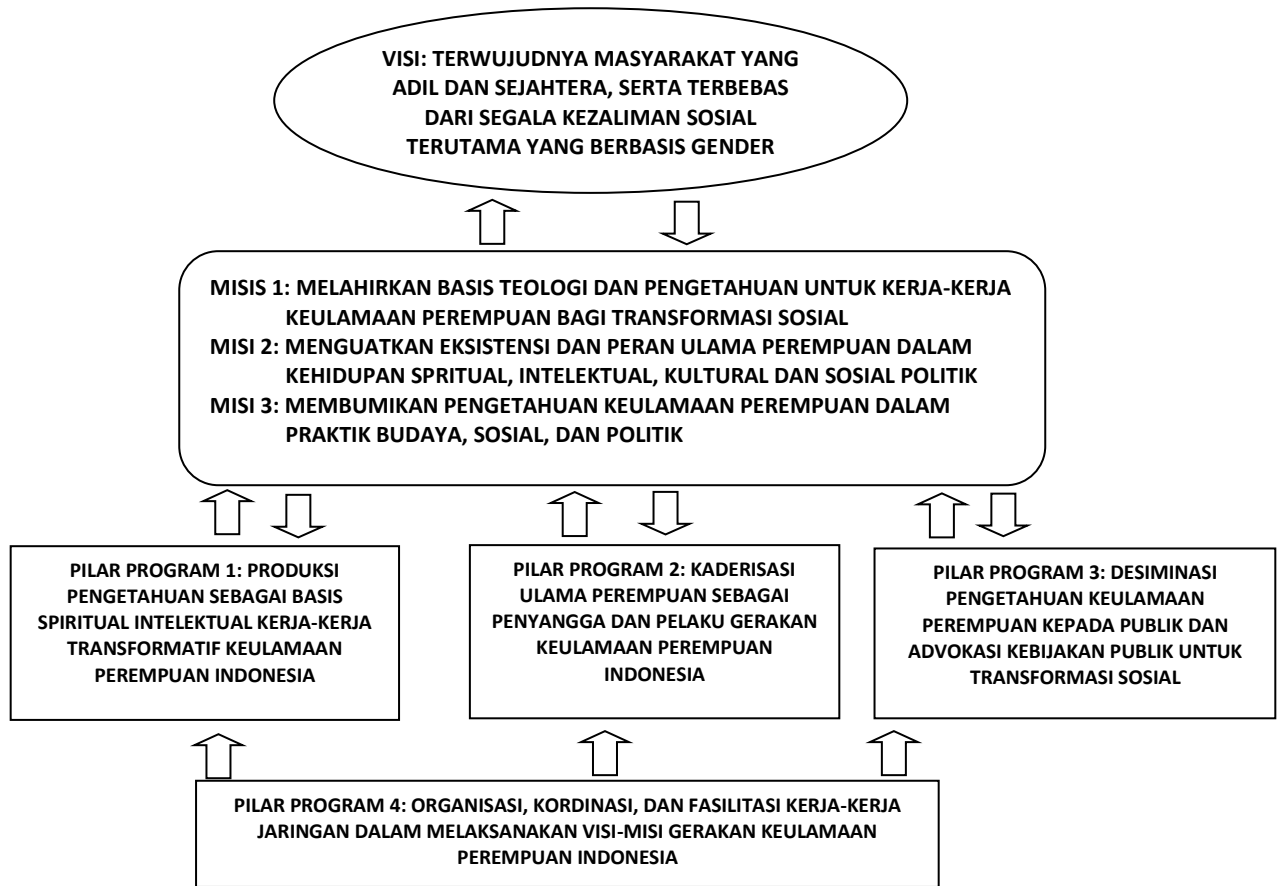 VISI: TERWUJUDNYA MASYARAKAT YANG
ADIL DAN SEJAHTERA, SERTA TERBEBAS
DARI SEGALA KEZALIMAN SOSIAL
TERUTAMA YANG BERBASIS GENDER
MISIS 1: MELAHIRKAN BASIS TEOLOGI DAN PENGETAHUAN UNTUK KERJA-KERJA
KEULAMAAN PEREMPUAN BAGI TRANSFORMASI SOSIAL
MISI 2: MENGUATKAN EKSISTENSI DAN PERAN ULAMA PEREMPUAN DALAM
KEHIDUPAN SPRITUAL, INTELEKTUAL, KULTURAL DAN SOSIAL POLITIK
MISI 3: MEMBUMIKAN PENGETAHUAN KEULAMAAN PEREMPUAN DALAM
PRAKTIK BUDAYA, SOSIAL, DAN POLITIK
PILAR PROGRAM 1: PRODUKSI
PENGETAHUAN SEBAGAI BASIS
SPIRITUAL INTELEKTUAL KERJA-KERJA
TRANSFORMATIF KEULAMAAN
PEREMPUAN INDONESIA
PILAR PROGRAM 2: KADERISASI
ULAMA PEREMPUAN SEBAGAI
PENYANGGA DAN PELAKU GERAKAN
KEULAMAAN PEREMPUAN
INDONESIA
PILAR PROGRAM 3: DESIMINASI
PENGETAHUAN KEULAMAAN
PEREMPUAN KEPADA PUBLIK DAN
ADVOKASI KEBIJAKAN PUBLIK UNTUK
TRANSFORMASI SOSIAL
PILAR PROGRAM 4: ORGANISASI, KORDINASI, DAN FASILITASI KERJA-KERJA
JARINGAN DALAM MELAKSANAKAN VISI-MISI GERAKAN KEULAMAAN
PEREMPUAN INDONESIA